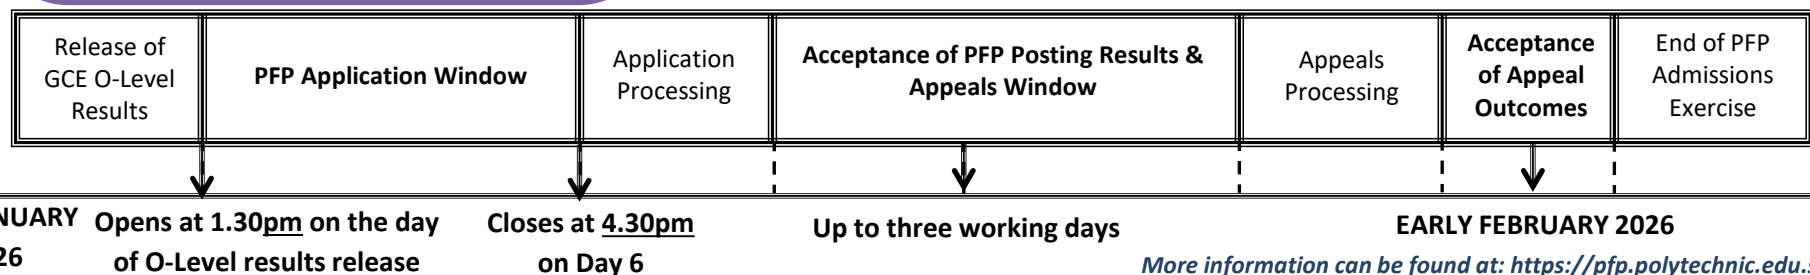 Release of
GCE O-Level
Results
PFP Application Window
Application
Processing
Acceptance of PFP Posting Results &
Appeals Window
Appeals
Processing
Acceptance
of Appeal
Outcomes
End of PFP
Admissions
Exercise
NUARY
26
Opens at 1.30pm on the day
of O-Level results release
Closes at 4.30pm
on Day 6
Up to three working days
EARLY FEBRUARY 2026
More information can be found at: https://pfp.polytechnic.edu.s